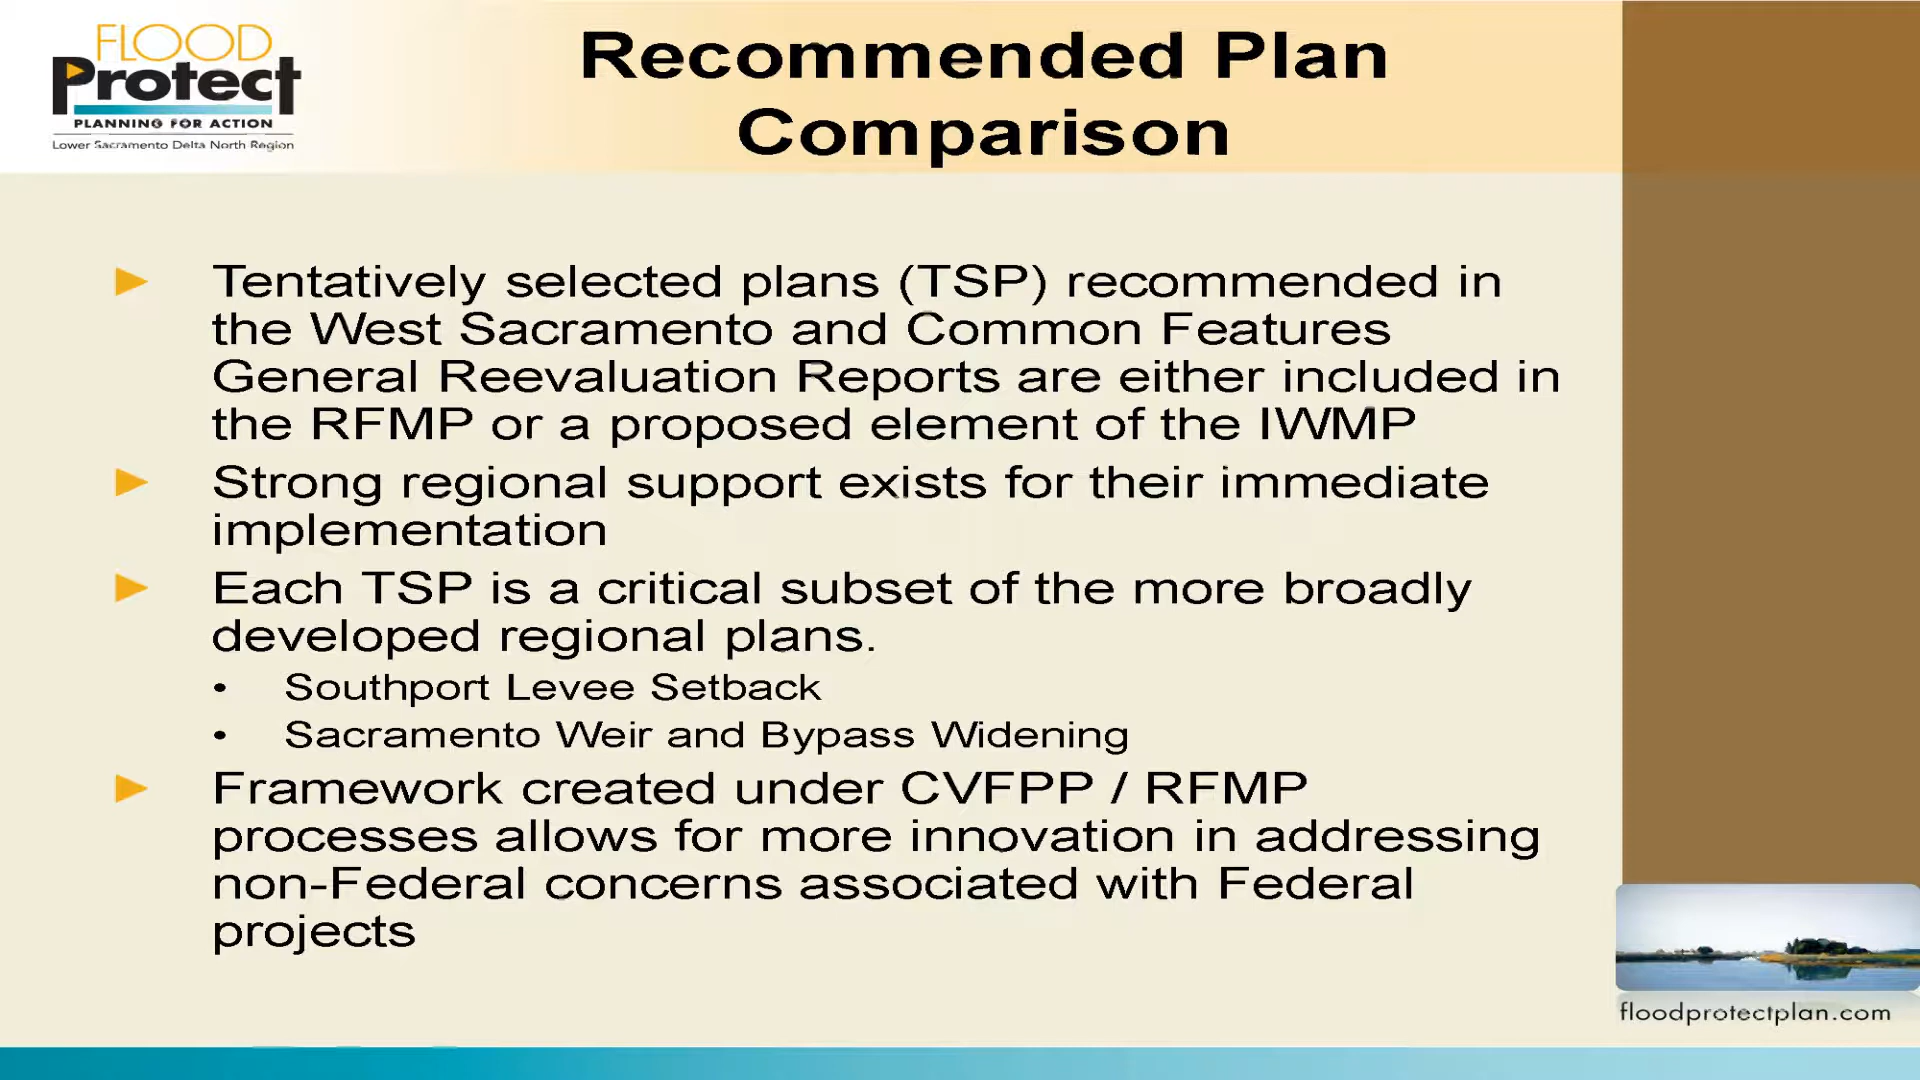 FLOOD
Protect
PLANNING FOR ACTION
Lower Sacramento Delta North Region
Recommended Plan
Comparison
Tentatively selected plans (TSP) recommended in
the West Sacramento and Common Features
General Reevaluation Reports are either included in
the RFMP or a proposed element of the IWMP
Strong regional support exists for their immediate
implementation
Each TSP is a critical subset of the more broadly
developed regional plans.
• Southport Levee Setback
• Sacramento Weir and Bypass Widening
Framework created under CVFPP / RFMP
processes allows for more innovation in addressing
non-Federal concerns associated with Federal
projects
floodprotectplan.com